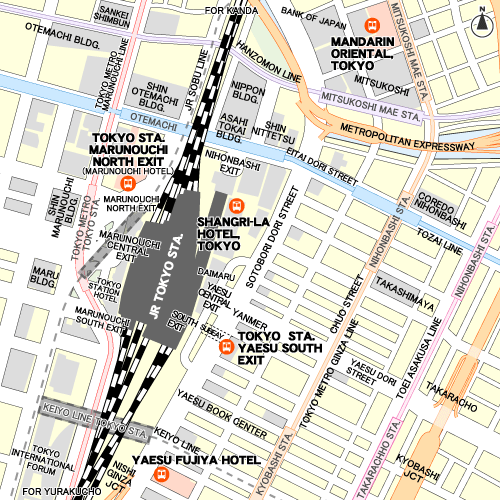 FOR KANDA
SANKEI
SHIMBUN
OTEMACHI BLDG.
TOKYO METRO
MARUNOUCHI LINE
JR SOBU LINE
BANK OF JAPAN
MITSUKOSHI
MAE STA.
N
MANDARIN
ORIENTAL,
TOKYO
MITSUKOSHI
HANZOMON LINE
MITSUKOSHI MAE STA.
SHIN
OTEMACHI
BLDG.
NIPPON
BLDG.
OTEMACHI
ASAHI
TOKAI
BLDG.
SHIN
NITTETSU
METROPOLITAN EXPRESSWAY
EITAI DORI STREET
TOKYO STA.
MARUNOUCHI
NORTH EXIT
(MARUNOUCHI HOTEL)
NIHONBASHI
EXIT
SHIN
MARUNOUCHI
BLDG.
MARUNOUCHI
NORTH EXIT
TOKYO METRO
TOKYO STA.
SHANGRI-LA
HOTEL,
TOKYO
COREDO
NIHONBASHI
TOZAI LINE
NIHONBASHI STA.
NIHONBASHI STA.
MARUNOUCHI
CENTRAL
EXIT
JR TOKYO STA.
SOTOBORI DORI STREET
MARU
BLDG.
TOKYO
STATION
HOTEL
DAIMARU
YAESU
CENTRAL
EXIT
YANMER
TAKASHIMAYA
MARUNOUCHI
SOUTH EXIT
SOUTH
EXIT
SUBWAY
CHUO STREET
TOKYO METRO GINZA LINE
TOKYO STA.
YAESU SOUTH
EXIT
YAESU DORI
STREET
TOEI ASAKUSA LINE
TAKARACHO
KEIYO LINE TOKYO STA.
YAESU BOOK CENTER
KEIYO LINE
KYOBASHI STA.
TAKARACHHO STA.
KYOBASHI
JCT
TOKYO
INTERNATIONAL
FORUM
YAESU FUJIYA HOTEL
NISHI
GINZA
JCT
FOR YURAKUCHO